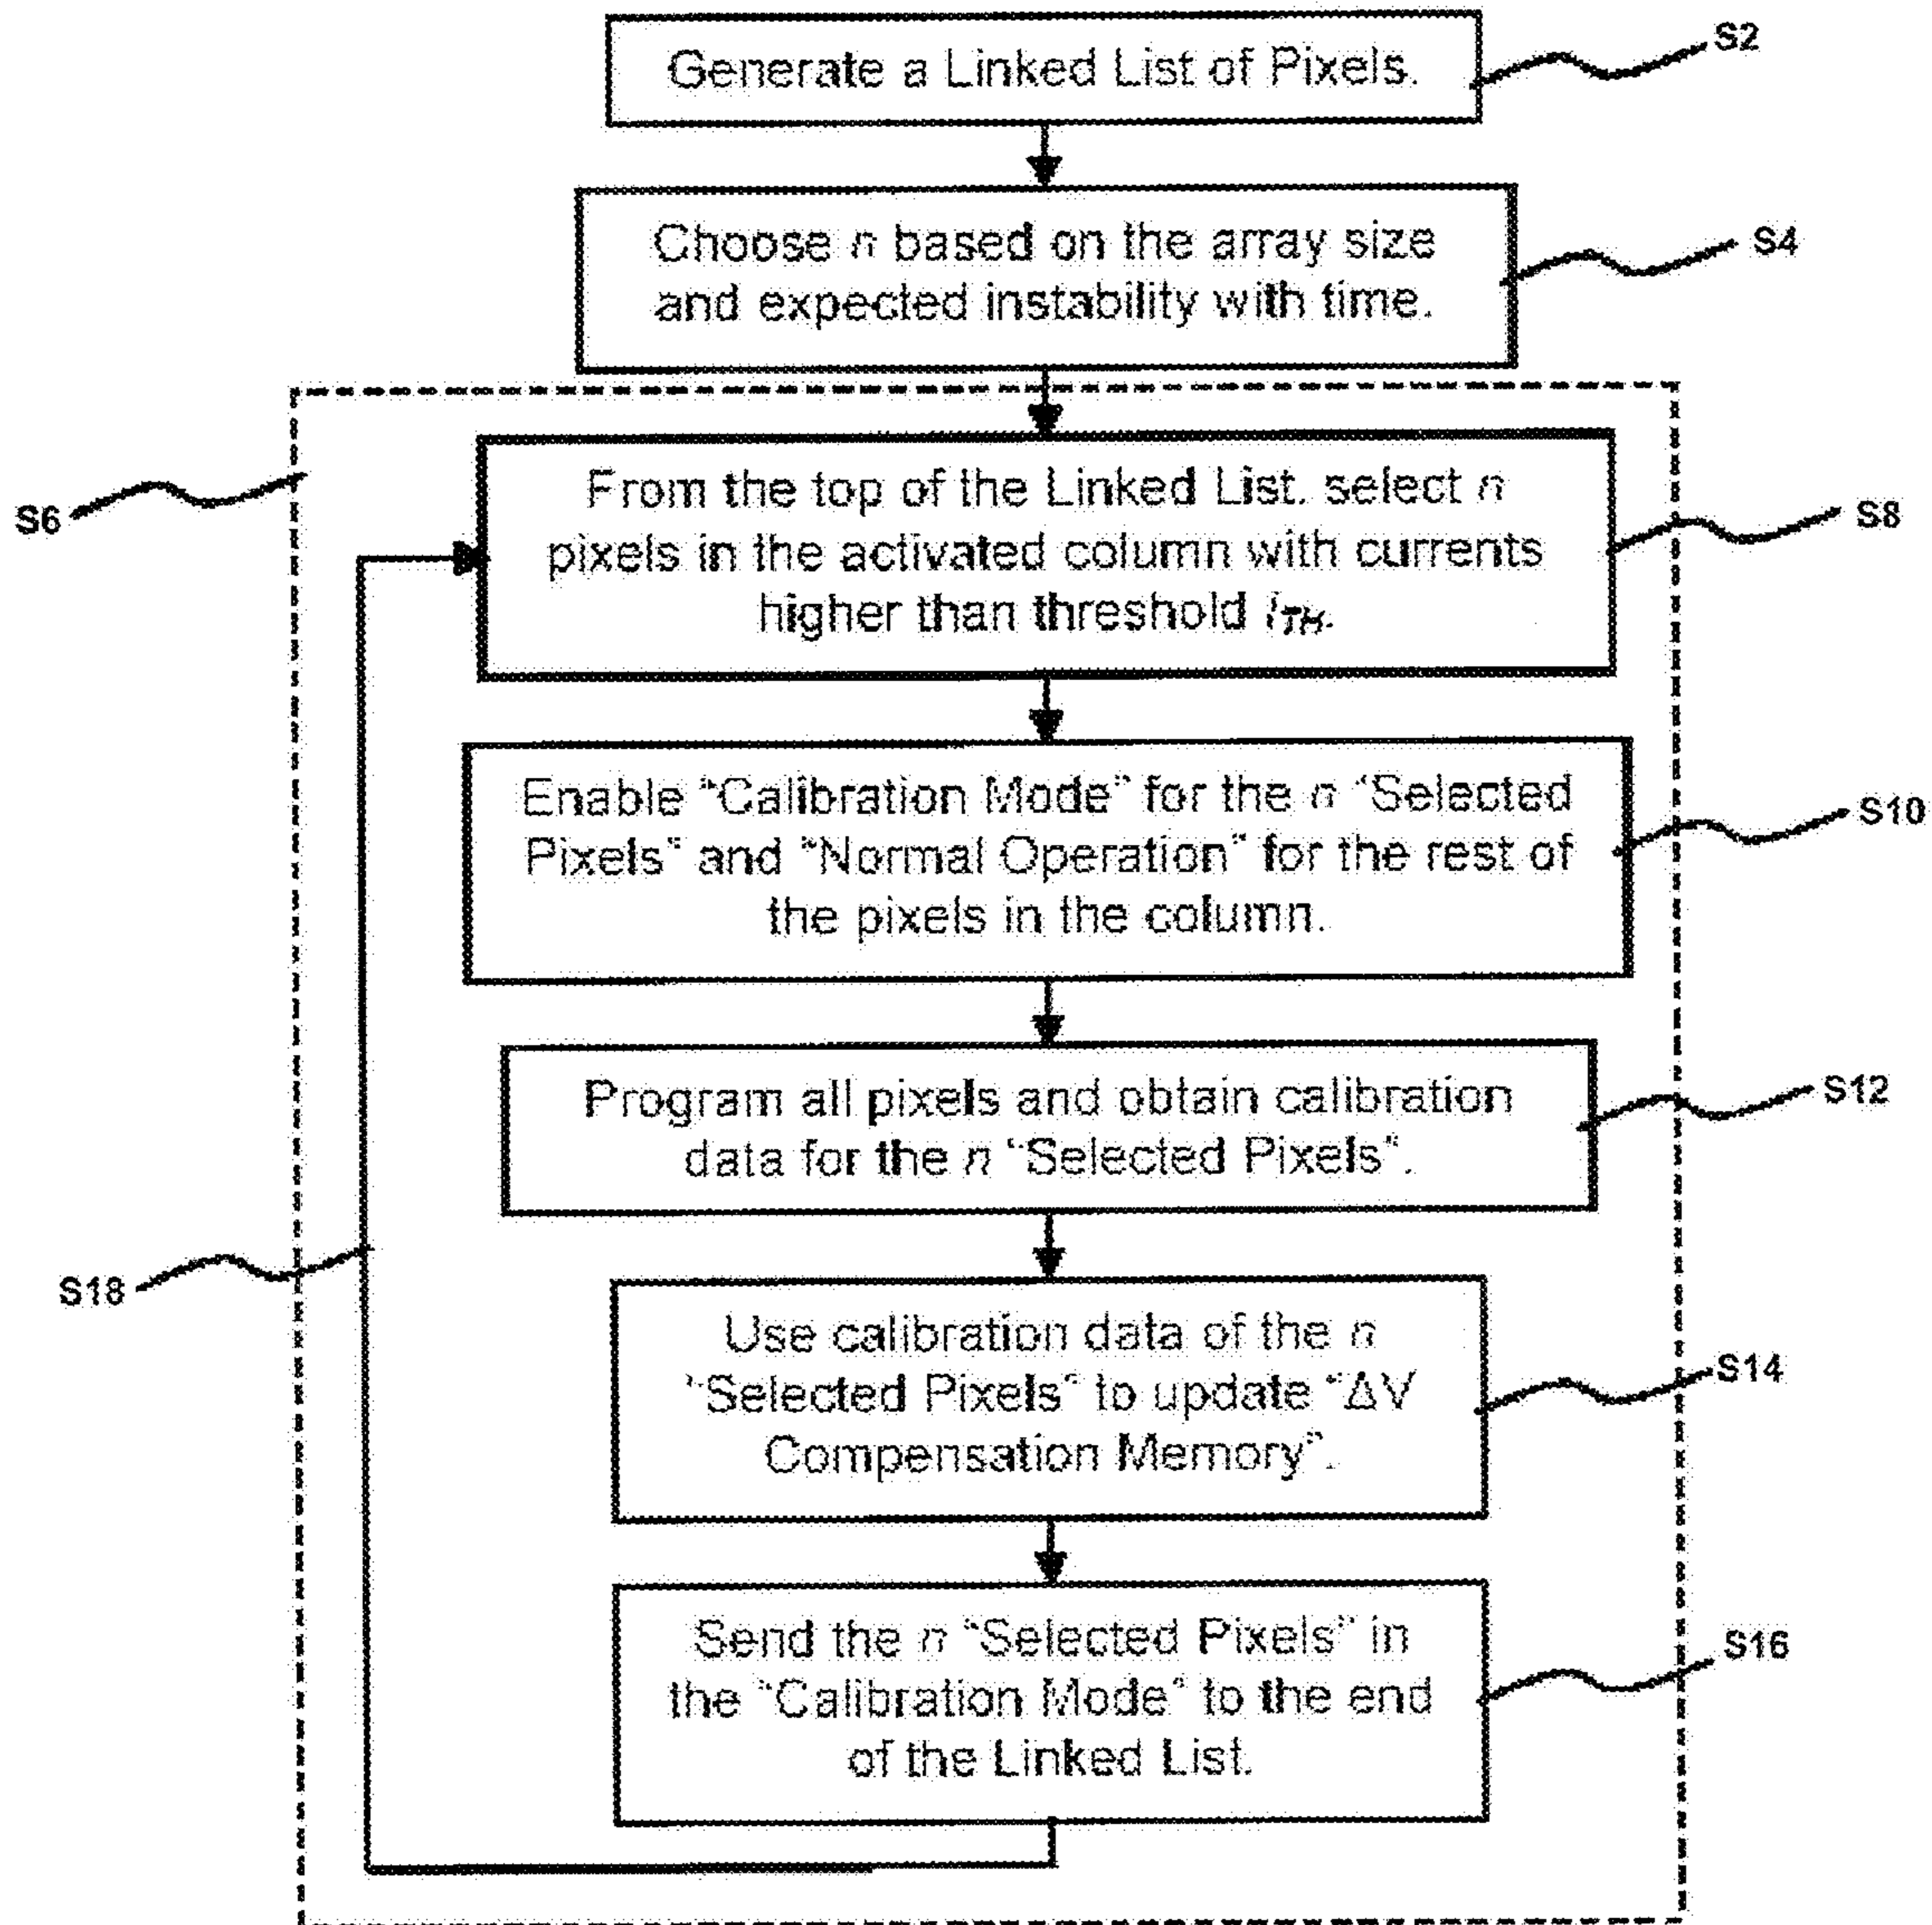 Generate a Linked List of Pixels.
S2
Choose n based on the array size
and expected instability with time.
S4
S6
From the top of the Linked List. select n
pixels in the activated column with currents
higher than threshold I_TH.
S8
Enable "Calibration Mode" for the n "Selected
Pixels" and "Normal Operation" for the rest of
the pixels in the column.
S10
Program all pixels and obtain calibration
data for the n "Selected Pixels".
S12
S18
Use calibration data of the n
"Selected Pixels" to update "ΔV
Compensation Memory".
S14
Send the n "Selected Pixels" in
the "Calibration Mode" to the end
of the Linked List.
S16